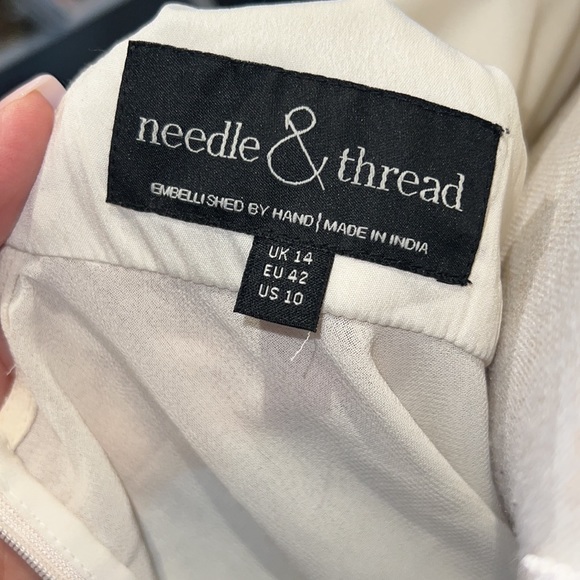 needle & thread
EMBELLISHED BY HAND | MADE IN INDIA
UK 14
EU 42
US 10